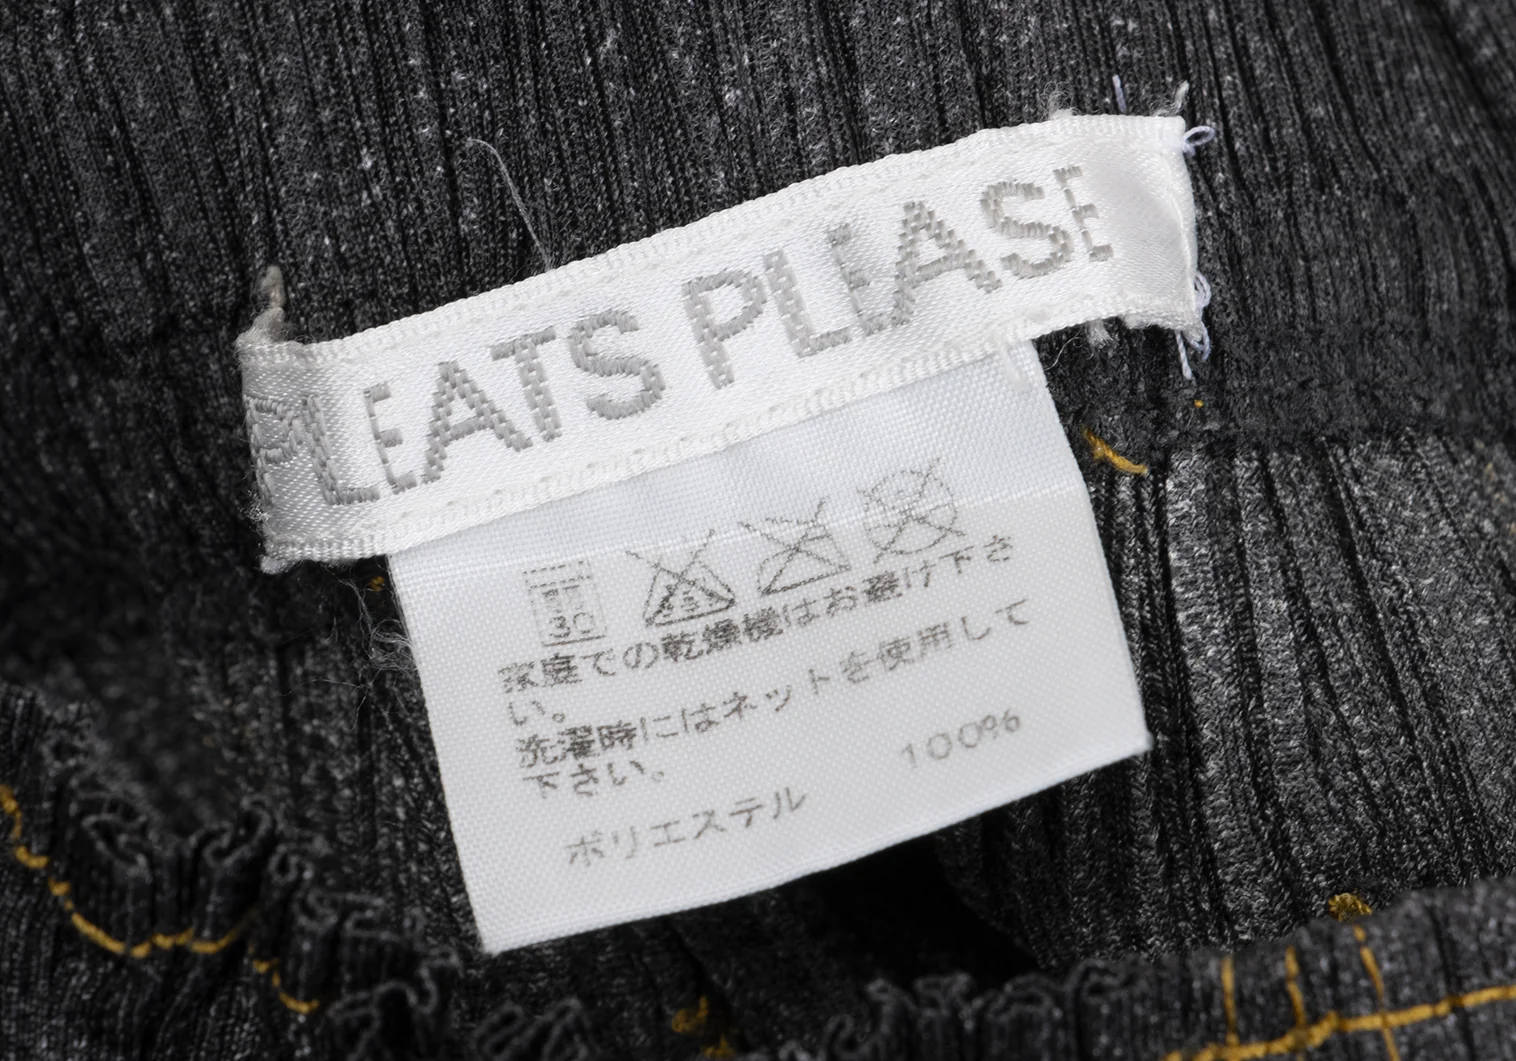 PLEATS PLEASE
30
家庭での乾燥機はお避け下さ
い。
洗濯時にはネットを使用して
下さい。
ポリエステル 100%